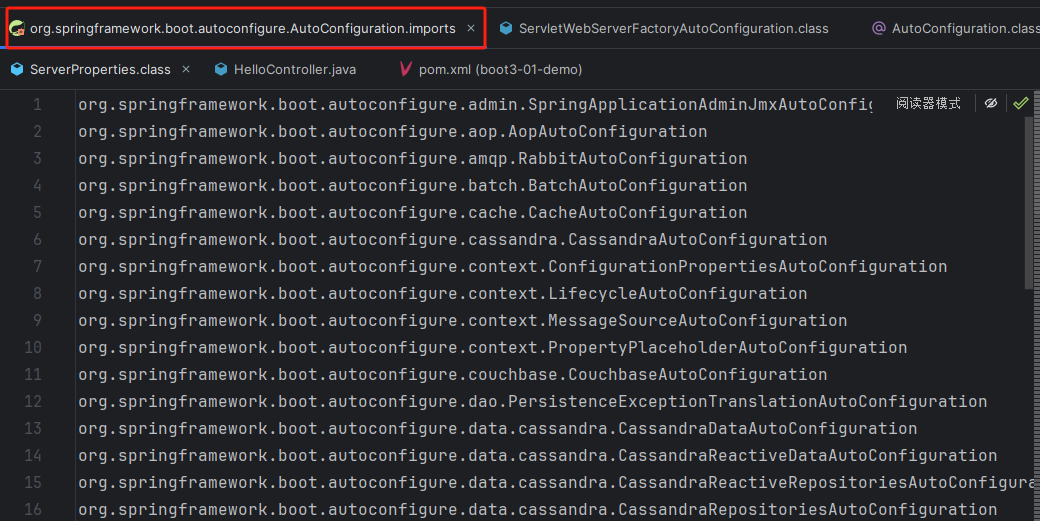 org.springframework.boot.autoconfigure.AutoConfiguration.imports × ServletWebServerFactoryAutoConfiguration.class @ AutoConfiguration.class
ServerProperties.class × HelloController.java pom.xml (boot3-01-demo)
1 org.springframework.boot.autoconfigure.admin.SpringApplicationAdminJmxAutoConfig 阅读器模式
2 org.springframework.boot.autoconfigure.aop.AopAutoConfiguration
3 org.springframework.boot.autoconfigure.amqp.RabbitAutoConfiguration
4 org.springframework.boot.autoconfigure.batch.BatchAutoConfiguration
5 org.springframework.boot.autoconfigure.cache.CacheAutoConfiguration
6 org.springframework.boot.autoconfigure.cassandra.CassandraAutoConfiguration
7 org.springframework.boot.autoconfigure.context.ConfigurationPropertiesAutoConfiguration
8 org.springframework.boot.autoconfigure.context.LifecycleAutoConfiguration
9 org.springframework.boot.autoconfigure.context.MessageSourceAutoConfiguration
10 org.springframework.boot.autoconfigure.context.PropertyPlaceholderAutoConfiguration
11 org.springframework.boot.autoconfigure.couchbase.CouchbaseAutoConfiguration
12 org.springframework.boot.autoconfigure.dao.PersistenceExceptionTranslationAutoConfiguration
13 org.springframework.boot.autoconfigure.data.cassandra.CassandraDataAutoConfiguration
14 org.springframework.boot.autoconfigure.data.cassandra.CassandraReactiveDataAutoConfiguration
15 org.springframework.boot.autoconfigure.data.cassandra.CassandraReactiveRepositoriesAutoConfigura
16 org.springframework.boot.autoconfigure.data.cassandra.CassandraRepositoriesAutoConfiguration